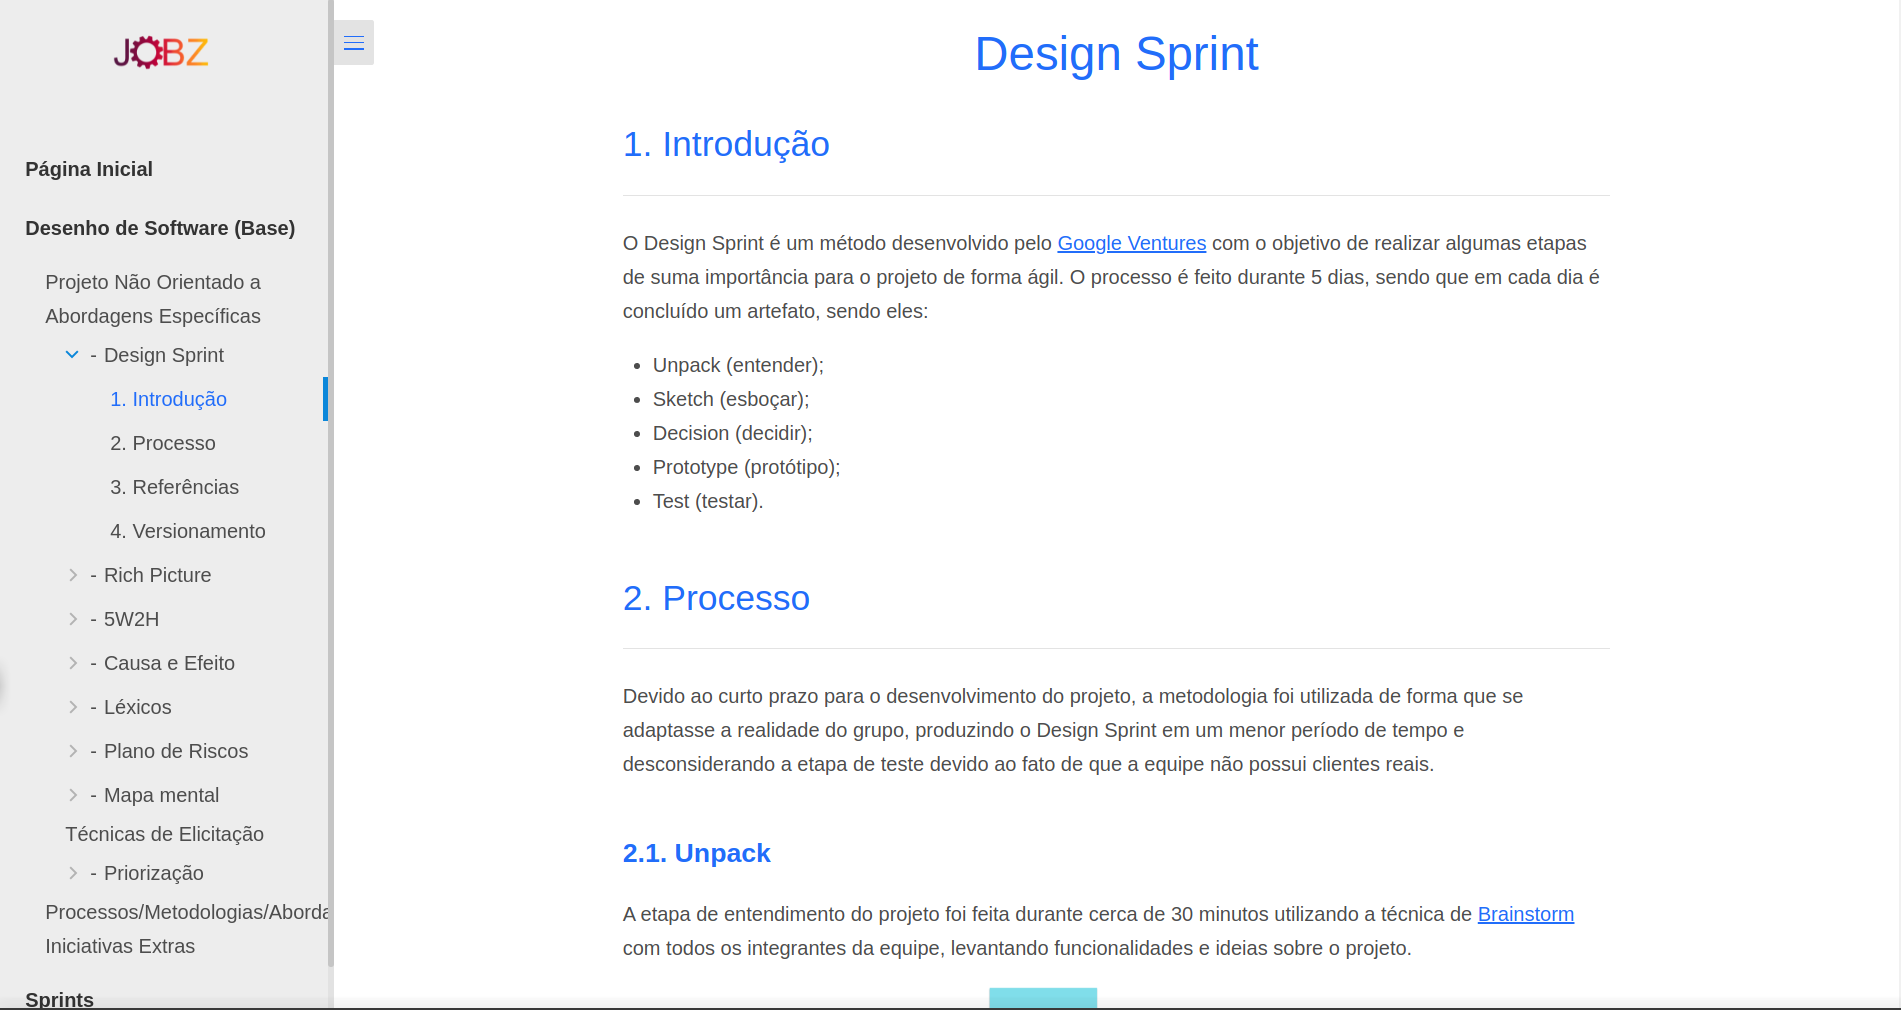 JOBZ
Página Inicial
Desenho de Software (Base)
Projeto Não Orientado a
Abordagens Específicas
- Design Sprint
1. Introdução
2. Processo
3. Referências
4. Versionamento
- Rich Picture
- 5W2H
- Causa e Efeito
- Léxicos
- Plano de Riscos
- Mapa mental
Técnicas de Elicitação
- Priorização
Processos/Metodologias/Aborda
Iniciativas Extras
Sprints
Design Sprint
1. Introdução
O Design Sprint é um método desenvolvido pelo Google Ventures com o objetivo de realizar algumas etapas
de suma importância para o projeto de forma ágil. O processo é feito durante 5 dias, sendo que em cada dia é
concluído um artefato, sendo eles:
• Unpack (entender);
• Sketch (esboçar);
• Decision (decidir);
• Prototype (protótipo);
• Test (testar).
2. Processo
Devido ao curto prazo para o desenvolvimento do projeto, a metodologia foi utilizada de forma que se
adaptasse a realidade do grupo, produzindo o Design Sprint em um menor período de tempo e
desconsiderando a etapa de teste devido ao fato de que a equipe não possui clientes reais.
2.1. Unpack
A etapa de entendimento do projeto foi feita durante cerca de 30 minutos utilizando a técnica de Brainstorm
com todos os integrantes da equipe, levantando funcionalidades e ideias sobre o projeto.